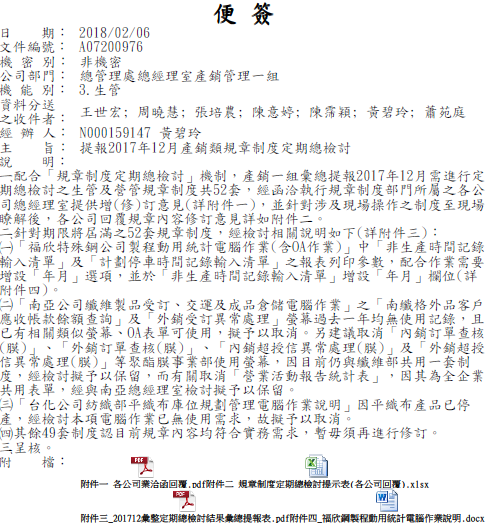 便 簽
日 期： 2018/02/06
文件編號： A07200976
機 密 別： 非機密
公司部門： 總管理處總經理室產銷管理一組
機 能 別： 3.生管
資料分送
之收件者： 王世宏; 周曉慧; 張培農; 陳意婷; 陳霈穎; 黃碧玲; 蕭苑庭
經 辦 人： N000159147 黃碧玲
主 旨： 提報2017年12月產銷類規章制度定期總檢討
說 明：
一配合「規章制度定期總檢討」機制，產銷一組彙總提報2017年12月需進行定
期總檢討之生管及營管規章制度共52套，經函洽執行規章制度部門所屬之各公
司總經理室提供增(修)訂意見(詳附件一)，並針對涉及現場操作之制度至現場
瞭解後，各公司回覆規章內容修訂意見詳如附件二。
二針對期限將屆滿之52套規章制度，經檢討相關說明如下(詳附件三)：
㈠「福欣特殊鋼公司製程動用統計電腦作業(含OA作業)」中「非生產時間記錄
輸入清單」及「計劃停車時間記錄輸入清單」之報表列印參數，配合作業需要
增設「年月」選項，並於「非生產時間記錄輸入清單」增設「年月」欄位(詳
附件四)。
㈡「南亞公司纖維製品受訂、交運及成品倉儲電腦作業」之「南纖格外品客戶
應收帳款餘額查詢」及「外銷受訂異常處理」螢幕過去一年均無使用記錄，且
已有相關類似螢幕、OA表單可使用，擬予以取消。另建議取消「內銷訂單查核
(膜)」、「外銷訂單查核(膜)」、「內銷超授信異常處理(膜)」及「外銷超授
信異常處理(膜)」等聚酯膜事業部使用螢幕，因目前仍與纖維部共用一套制
度，經檢討擬予以保留，而有關取消「營業活動報告統計表」，因其為全企業
共用表單，經與南亞總經理室檢討擬予以保留。
㈢「台化公司紡織部平織布庫位規劃管理電腦作業說明」因平織布產品已停
產，經檢討本項電腦作業已無使用需求，故擬予以取消。
㈣其餘49套制度認目前規章內容均符合實務需求，暫毋須再進行修訂。
三呈核。
附 檔：
附件一 各公司業洽函回覆.pdf附件二 規章制度定期總檢討提示表(各公司回覆).xlsx
附件三_201712彙整定期總檢討結果彙總提報表.pdf附件四_福欣鋼製程動用統計電腦作業說明.docx